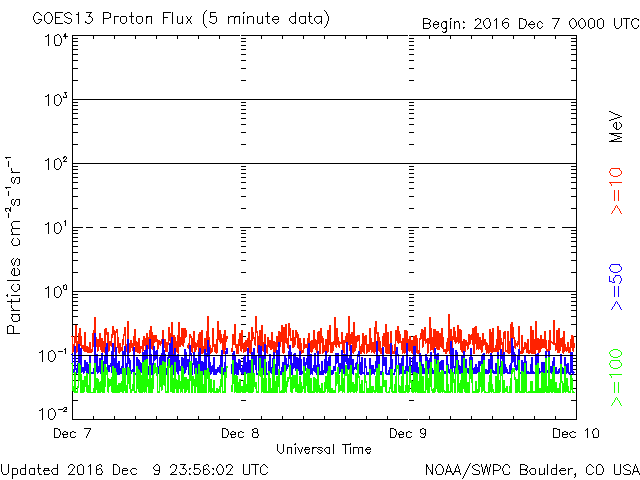 GOES13 Proton Flux (5 minute data)
Begin: 2016 Dec 7 0000 UTC
Particles cm⁻²s⁻¹sr⁻¹
10⁴
10³
10²
10¹
10⁰
10⁻¹
10⁻²
MeV
>=10
>=50
>=100
Dec 7
Dec 8
Dec 9
Dec 10
Universal Time
Updated 2016 Dec  9 23:56:02 UTC
NOAA/SWPC Boulder, CO USA